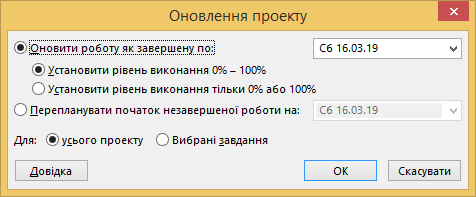 Оновлення проекту
Оновити роботу як завершену по: Сб 16.03.19
Установити рівень виконання 0% – 100%
Установити рівень виконання тільки 0% або 100%
Перепланувати початок незавершеної роботи на: Сб 16.03.19
Для: усього проекту Вибрані завдання
Довідка ОК Скасувати